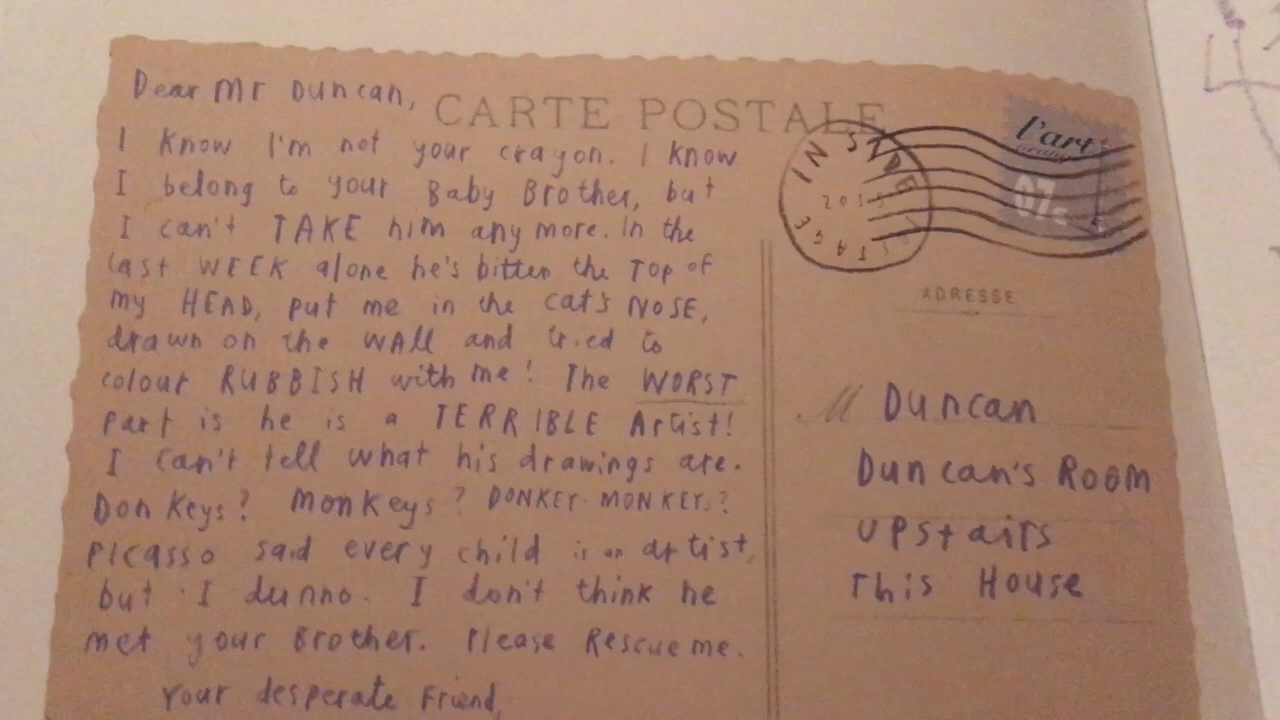 Dear Mr Duncan,
CARTE POSTALE
I know I'm not your crayon. I know
I belong to your Baby Brother, but
I can't TAKE him any more. In the
last WEEK alone he's bitten the TOP of
my HEAD, put me in the cat's NOSE,
drawn on the WAll and tried to
colour RUBBISH with me! The WORST
part is he is a TERRIBLE Artist!
I can't tell what his drawings are.
Donkeys? Monkeys? DONKEY MONKEYS?
Picasso said every child is an artist,
but I dunno. I don't think he
met your Brother. Please Rescue me.
Your desperate Friend,
l'art
07c
IN SIDE POSTAGE
ADRESSE
M Duncan
Duncan's Room
Upstairs
This House